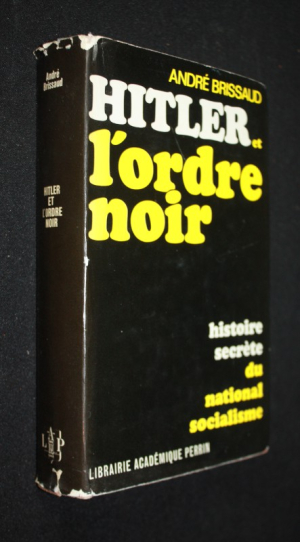 André
Brissaud
HITLER
ET
L'ORDRE
NOIR
L P
ANDRÉ BRISSAUD
HITLER et
l'ordre
noir
histoire
secrète
du
national
socialisme
LIBRAIRIE ACADÉMIQUE PERRIN